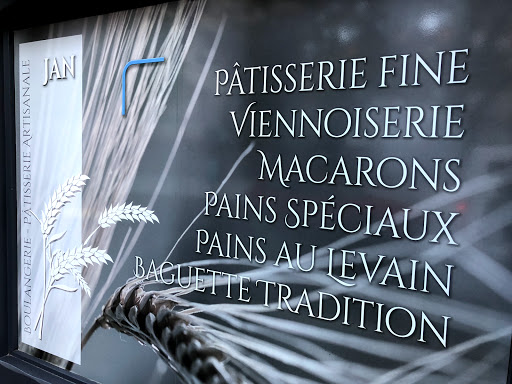 JAN
BOULANGERIE - PÂTISSERIE ARTISANALE
PÂTISSERIE FINE
VIENNOISERIE
MACARONS
PAINS SPÉCIAUX
PAINS AU LEVAIN
BAGUETTE TRADITION